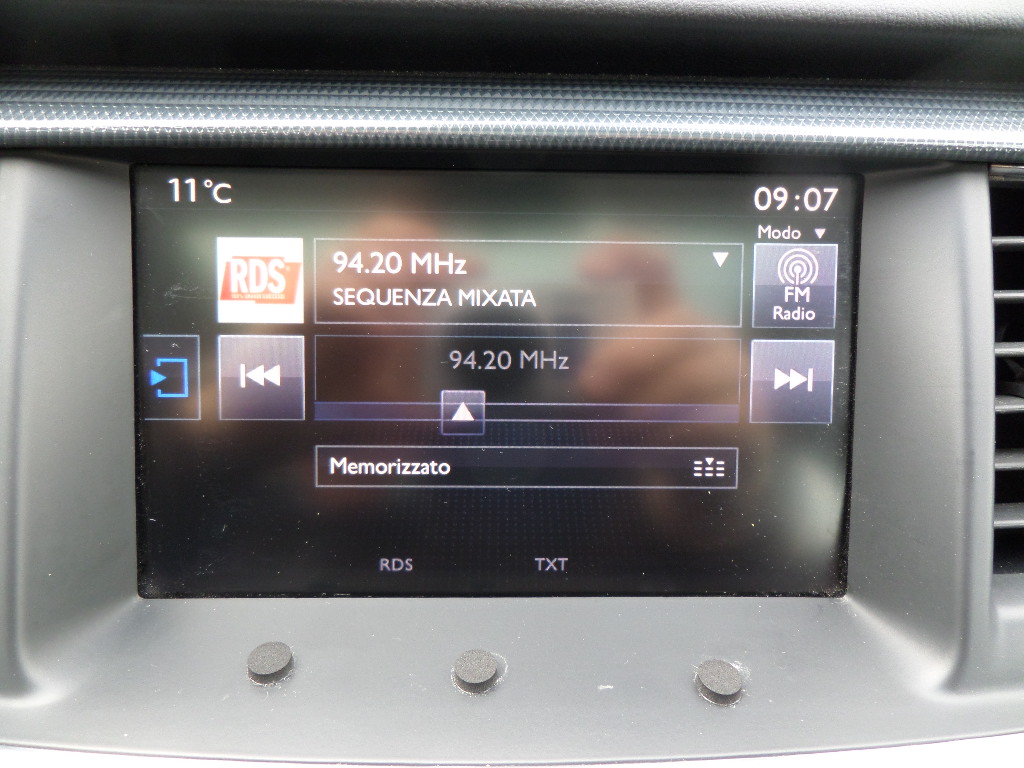 11°C
09:07
Modo
RDS
94.20 MHz
SEQUENZA MIXATA
FM
Radio
94.20 MHz
Memorizzato
RDS
TXT